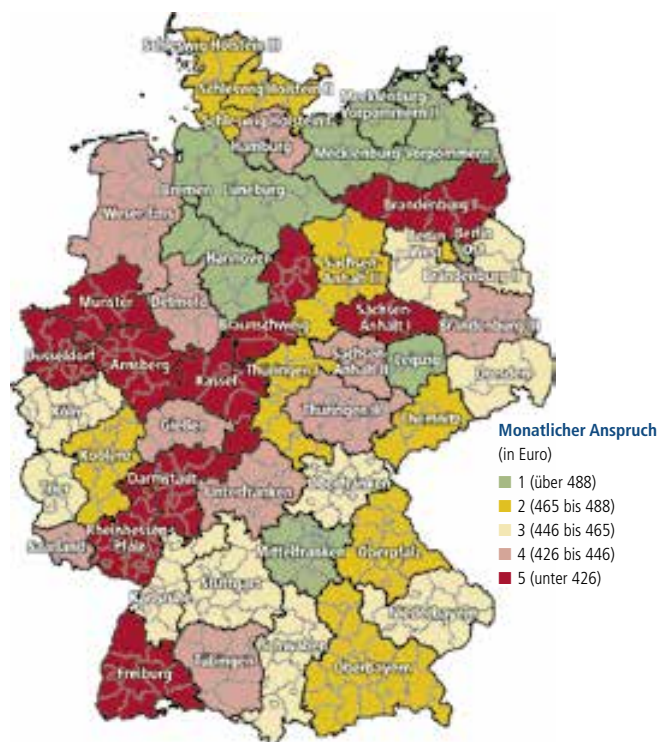 Schleswig Holstein III
Schleswig Holstein II
Schleswig Holstein I
Mecklenburg
Vorpommern II
Hamburg
Mecklenburg Vorpommern I
Bremen
Lüneburg
Weser Ems
Brandenburg I
Hannover
Sachsen
Anhalt III
Berlin
West
Berlin
Ost
Brandenburg II
Münster
Detmold
Braunschweig
Sachsen
Anhalt I
Brandenburg III
Düsseldorf
Arnsberg
Kassel
Thüringen I
Sachsen
Anhalt II
Leipzig
Dresden
Köln
Gießen
Thüringen II
Chemnitz
Koblenz
Trier
Darmstadt
Unterfranken
Oberfranken
Rheinhessen
Pfalz
Saarland
Mittelfranken
Oberpfalz
Karlsruhe
Stuttgart
Niederbayern
Freiburg
Tübingen
Schwaben
Oberbayern
Monatlicher Anspruch
(in Euro)
1 (über 488)
2 (465 bis 488)
3 (446 bis 465)
4 (426 bis 446)
5 (unter 426)